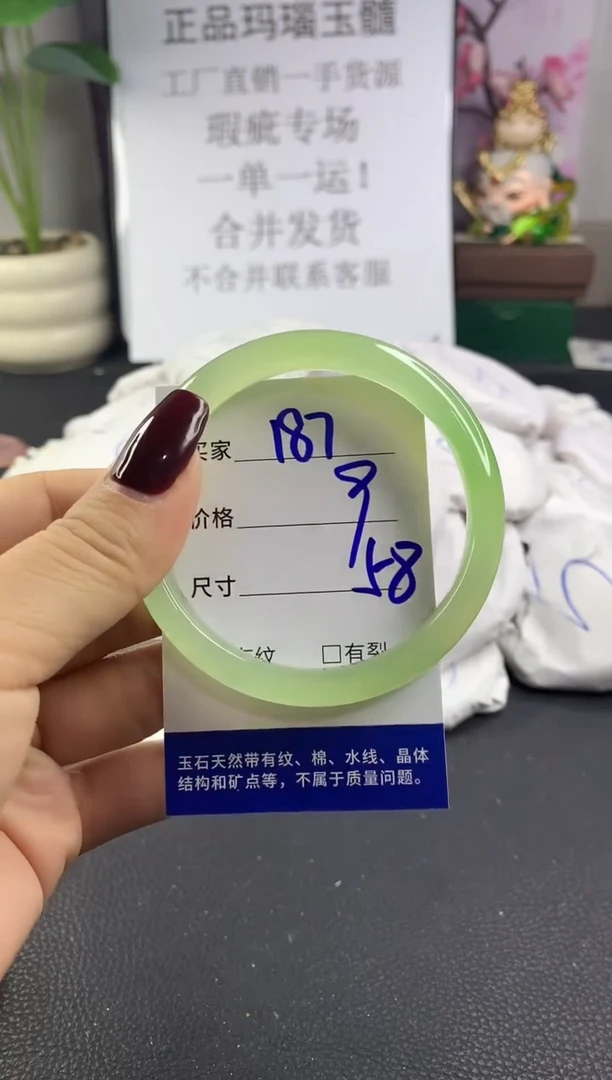 正品玛瑙玉髓
工厂直销一手货源
瑕疵专场
一单一运！
合并发货
不合并联系客服
买家 187
价格 9
尺寸 58
纹 □有裂
玉石天然带有纹、棉、水线、晶体
结构和矿点等，不属于质量问题。